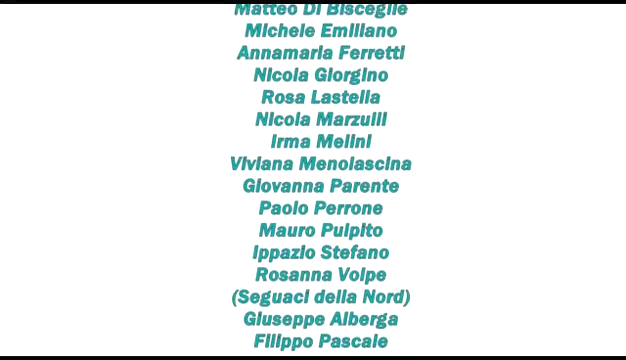 Matteo Di Bisceglie
Michele Emiliano
Annamaria Ferretti
Nicola Giorgino
Rosa Lastella
Nicola Marzulli
Irma Melini
Viviana Menolascina
Giovanna Parente
Paolo Perrone
Mauro Pulpito
Ippazio Stefano
Rosanna Volpe
(Seguaci della Nord)
Giuseppe Alberga
Filippo Pascale